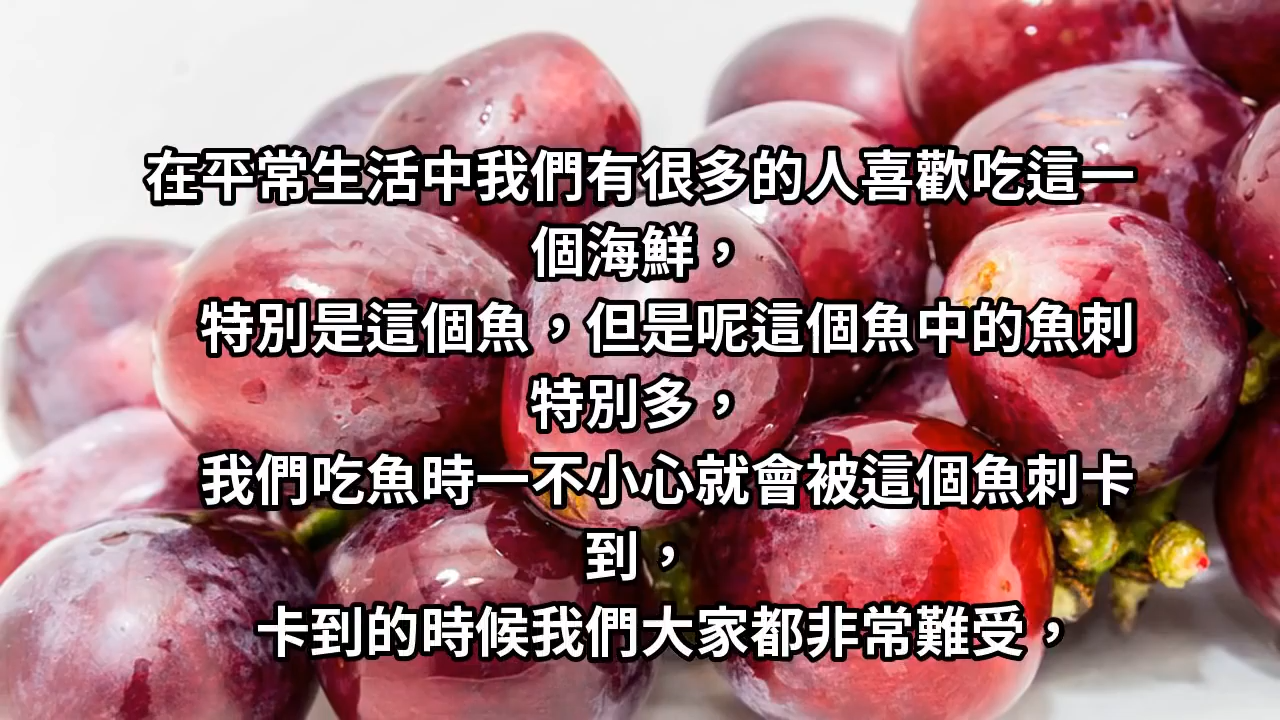 在平常生活中我們有很多的人喜歡吃這一
個海鮮，
特別是這個魚，但是呢這個魚中的魚刺
特別多，
我們吃魚時一不小心就會被這個魚刺卡
到，
卡到的時候我們大家都非常難受，